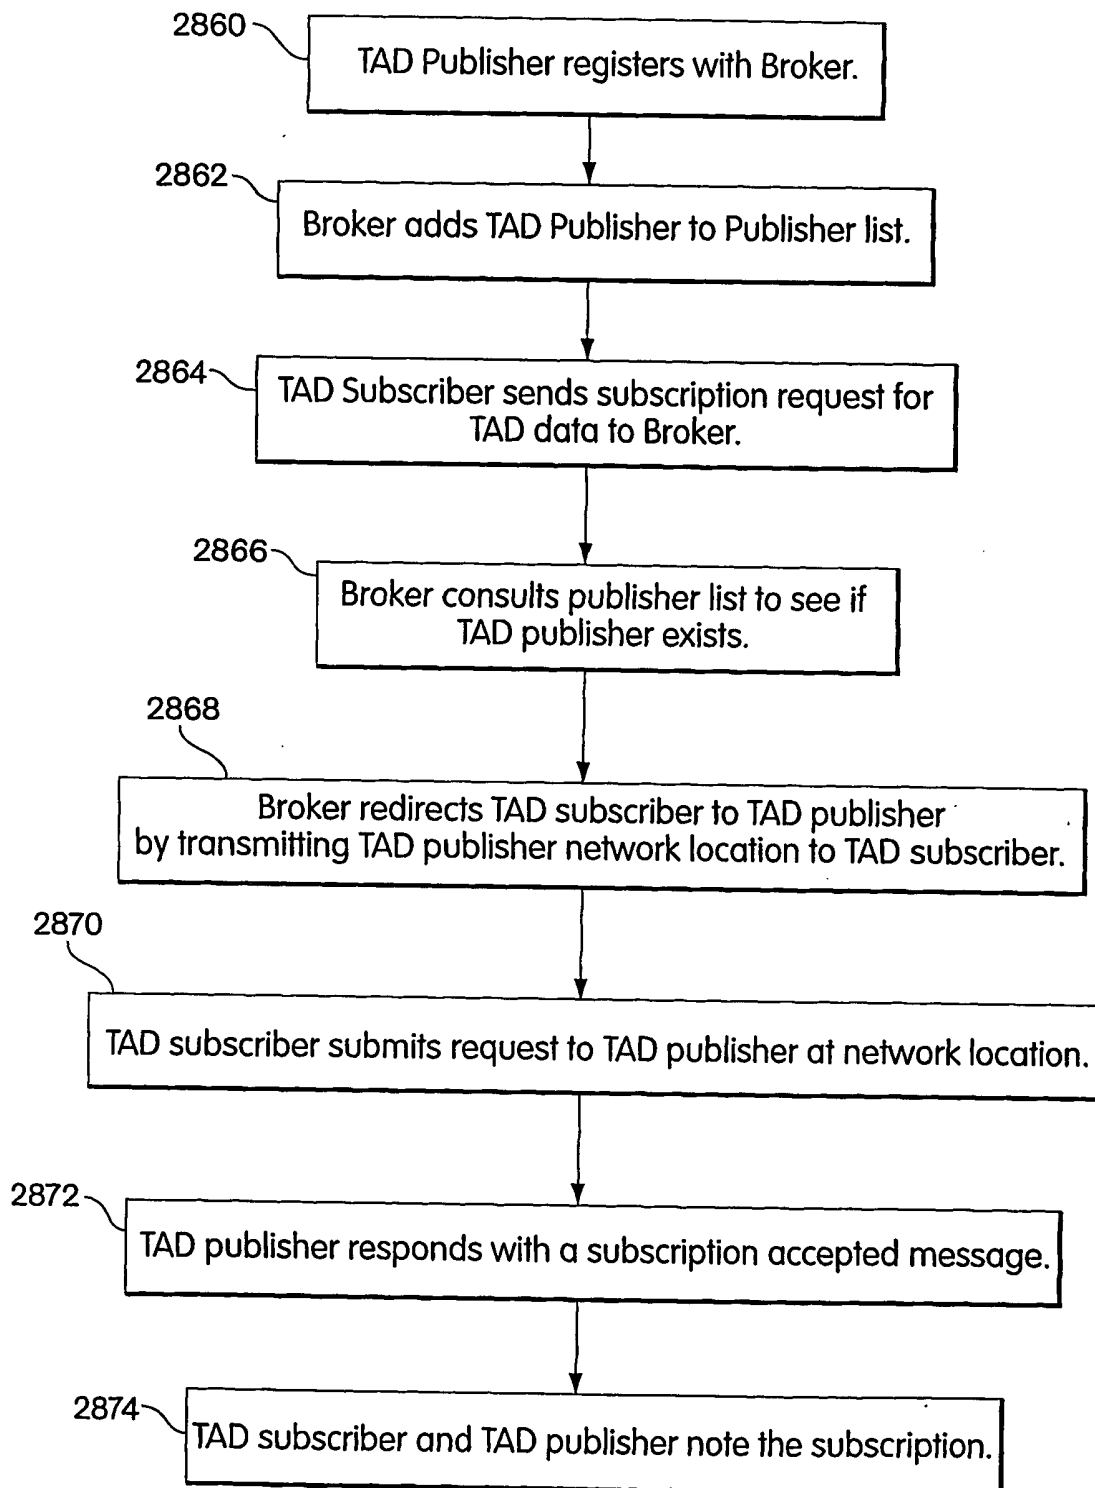 2860
TAD Publisher registers with Broker.
2862
Broker adds TAD Publisher to Publisher list.
2864
TAD Subscriber sends subscription request for
TAD data to Broker.
2866
Broker consults publisher list to see if
TAD publisher exists.
2868
Broker redirects TAD subscriber to TAD publisher
by transmitting TAD publisher network location to TAD subscriber.
2870
TAD subscriber submits request to TAD publisher at network location.
2872
TAD publisher responds with a subscription accepted message.
2874
TAD subscriber and TAD publisher note the subscription.